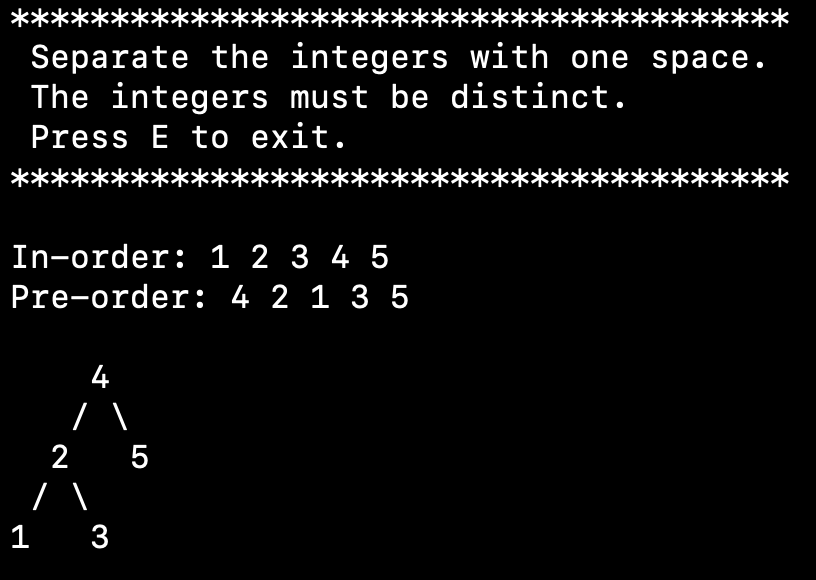 ***************************************
 Separate the integers with one space.
 The integers must be distinct.
 Press E to exit.
***************************************

In-order: 1 2 3 4 5
Pre-order: 4 2 1 3 5

    4
   / \
  2   5
 / \
1   3